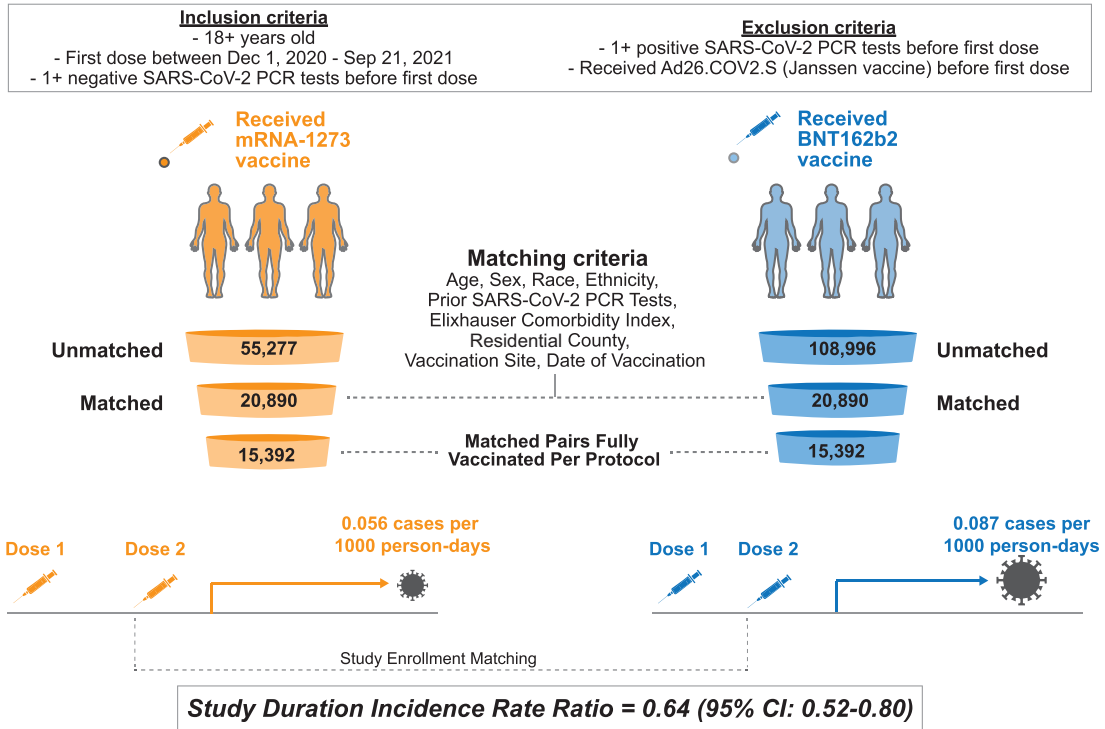 Inclusion criteria
- 18+ years old
- First dose between Dec 1, 2020 - Sep 21, 2021
- 1+ negative SARS-CoV-2 PCR tests before first dose
Exclusion criteria
- 1+ positive SARS-CoV-2 PCR tests before first dose
- Received Ad26.COV2.S (Janssen vaccine) before first dose
Received
mRNA-1273
vaccine
Received
BNT162b2
vaccine
Matching criteria
Age, Sex, Race, Ethnicity,
Prior SARS-CoV-2 PCR Tests,
Elixhauser Comorbidity Index,
Residential County,
Vaccination Site, Date of Vaccination
Unmatched
55,277
108,996
Unmatched
Matched
20,890
20,890
Matched
15,392
Matched Pairs Fully
Vaccinated Per Protocol
15,392
Dose 1
Dose 2
0.056 cases per
1000 person-days
Dose 1
Dose 2
0.087 cases per
1000 person-days
Study Enrollment Matching
Study Duration Incidence Rate Ratio = 0.64 (95% CI: 0.52-0.80)